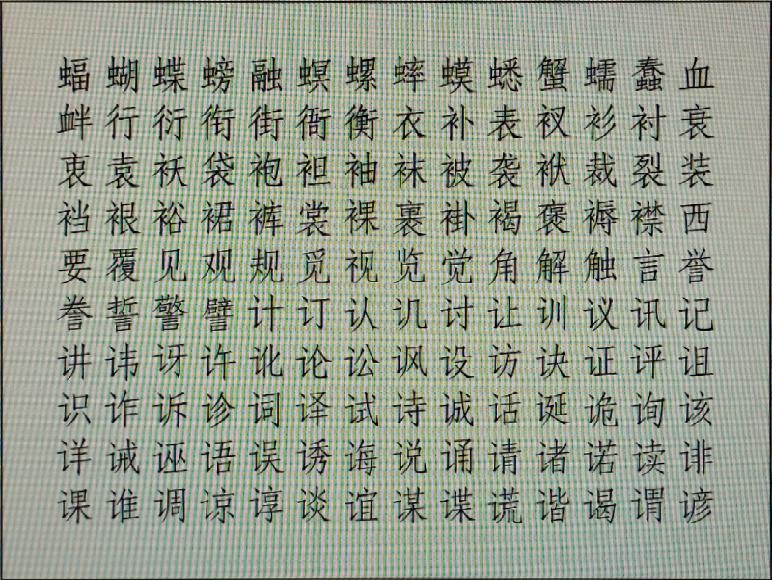 蝠蝴蝶螃融螟螺蟀蟆蟋蟹蠕蠢血
衅行衍衔街衙衡衣补表衩衫衬衰
衷袁袄袋袍袒袖袜被袭袱裁裂装
裆裉裕裙裤裳裸裹褂褐褒褥襟西
要覆见观规觅视览觉角解触言誉
誊誓警譬计订认讥讨让训议讯记
讲讳讶许讹论讼讽设访诀证评诅
识诈诉诊词译试诗诚话诞诡询该
详诫诬语误诱诲说诵请诸诺读诽
课谁调谅谆谈谊谋谍谎谐谒谓谚